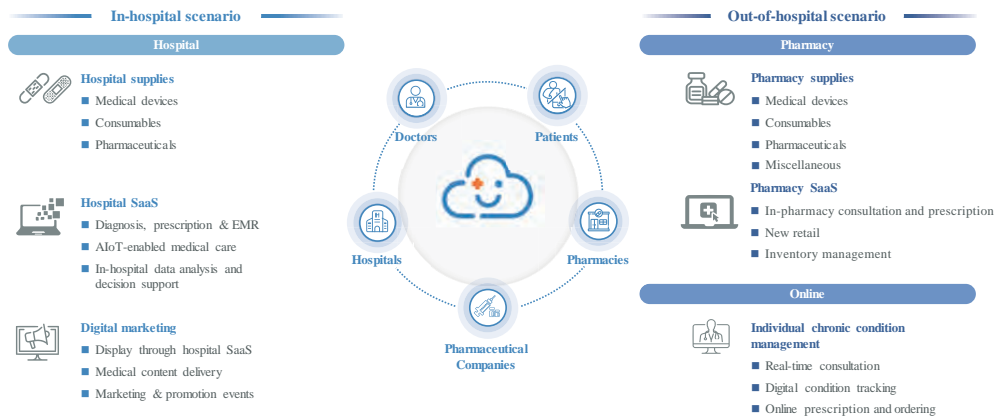 In-hospital scenario
Hospital
Hospital supplies
Medical devices
Consumables
Pharmaceuticals
Hospital SaaS
Diagnosis, prescription & EMR
AIoT-enabled medical care
In-hospital data analysis and
decision support
Digital marketing
Display through hospital SaaS
Medical content delivery
Marketing & promotion events
Doctors
Patients
Hospitals
Pharmacies
Pharmaceutical
Companies
Out-of-hospital scenario
Pharmacy
Pharmacy supplies
Medical devices
Consumables
Pharmaceuticals
Miscellaneous
Pharmacy SaaS
In-pharmacy consultation and prescription
New retail
Inventory management
Online
Individual chronic condition
management
Real-time consultation
Digital condition tracking
Online prescription and ordering